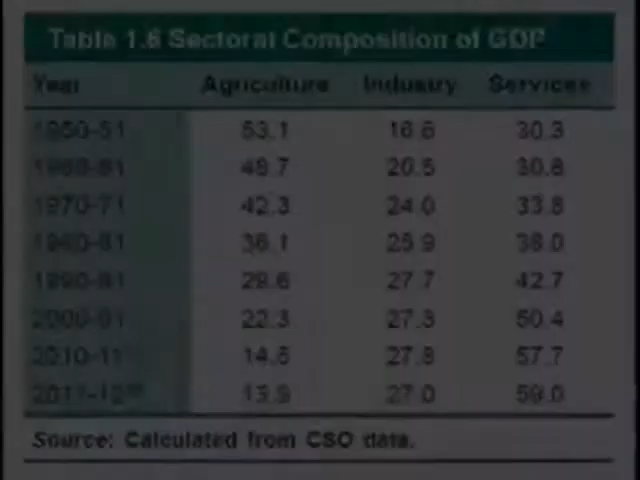 Table 1.6 Sectoral Composition of GDP
Year Agriculture Industry Services
1950-51 53.1 16.6 30.3
1960-61 48.7 20.5 30.8
1970-71 42.3 24.0 33.8
1980-81 36.1 25.9 38.0
1990-91 29.6 27.7 42.7
2000-01 22.3 27.3 50.4
2010-11 14.5 27.8 57.7
2011-12 13.9 27.0 59.0
Source: Calculated from CSO data.